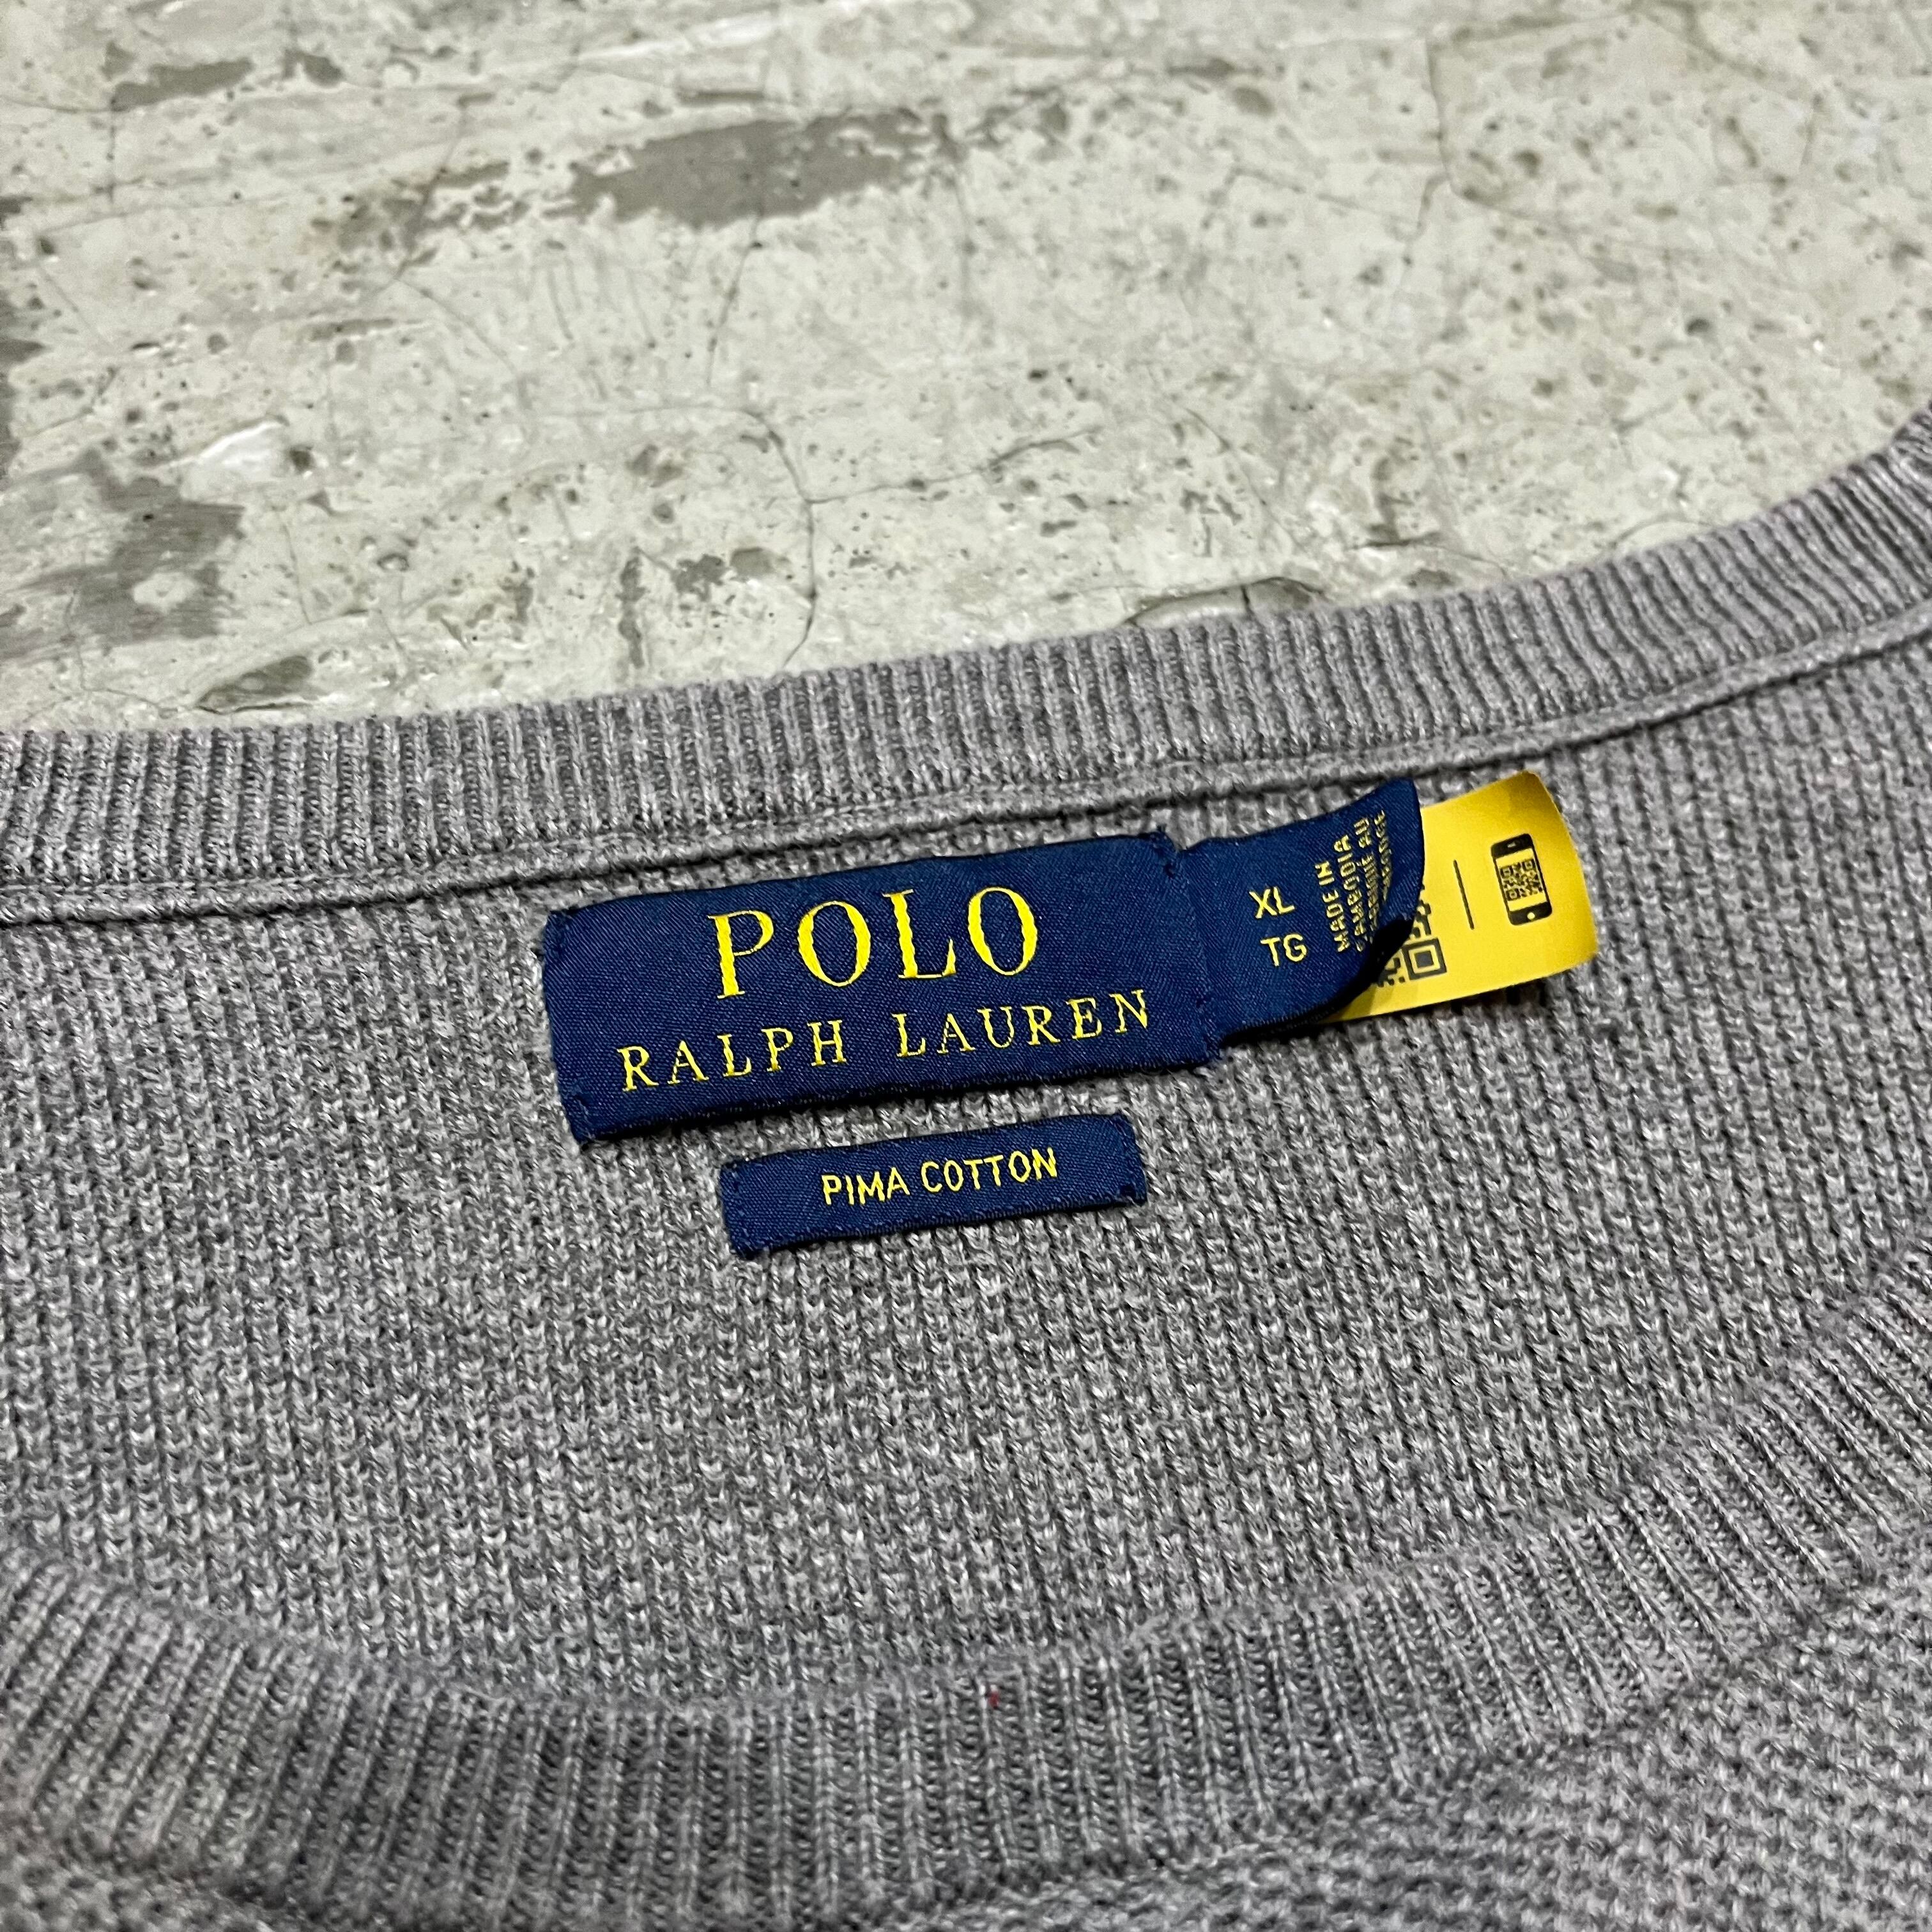 POLO
RALPH LAUREN
XL
TG
MADE IN
CAMBODIA
PIMA COTTON